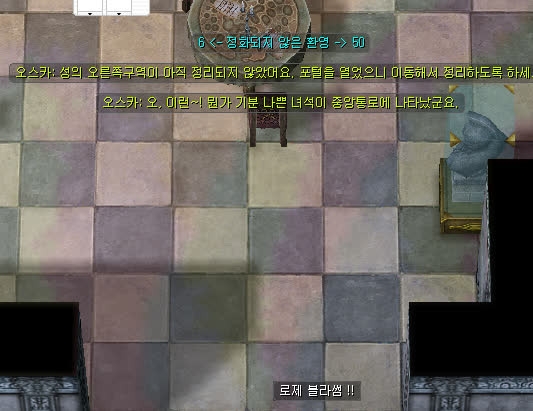 6 <- 정화되지 않은 환영 -> 50
오스카: 성의 오른쪽구역이 아직 정리되지 않았어요, 포털을 열었으니 이동해서 정리하도록 하세.
오스카: 오, 이런~! 뭔가 기분 나쁜 녀석이 중앙통로에 나타났군요.
로제 블라썸 !!